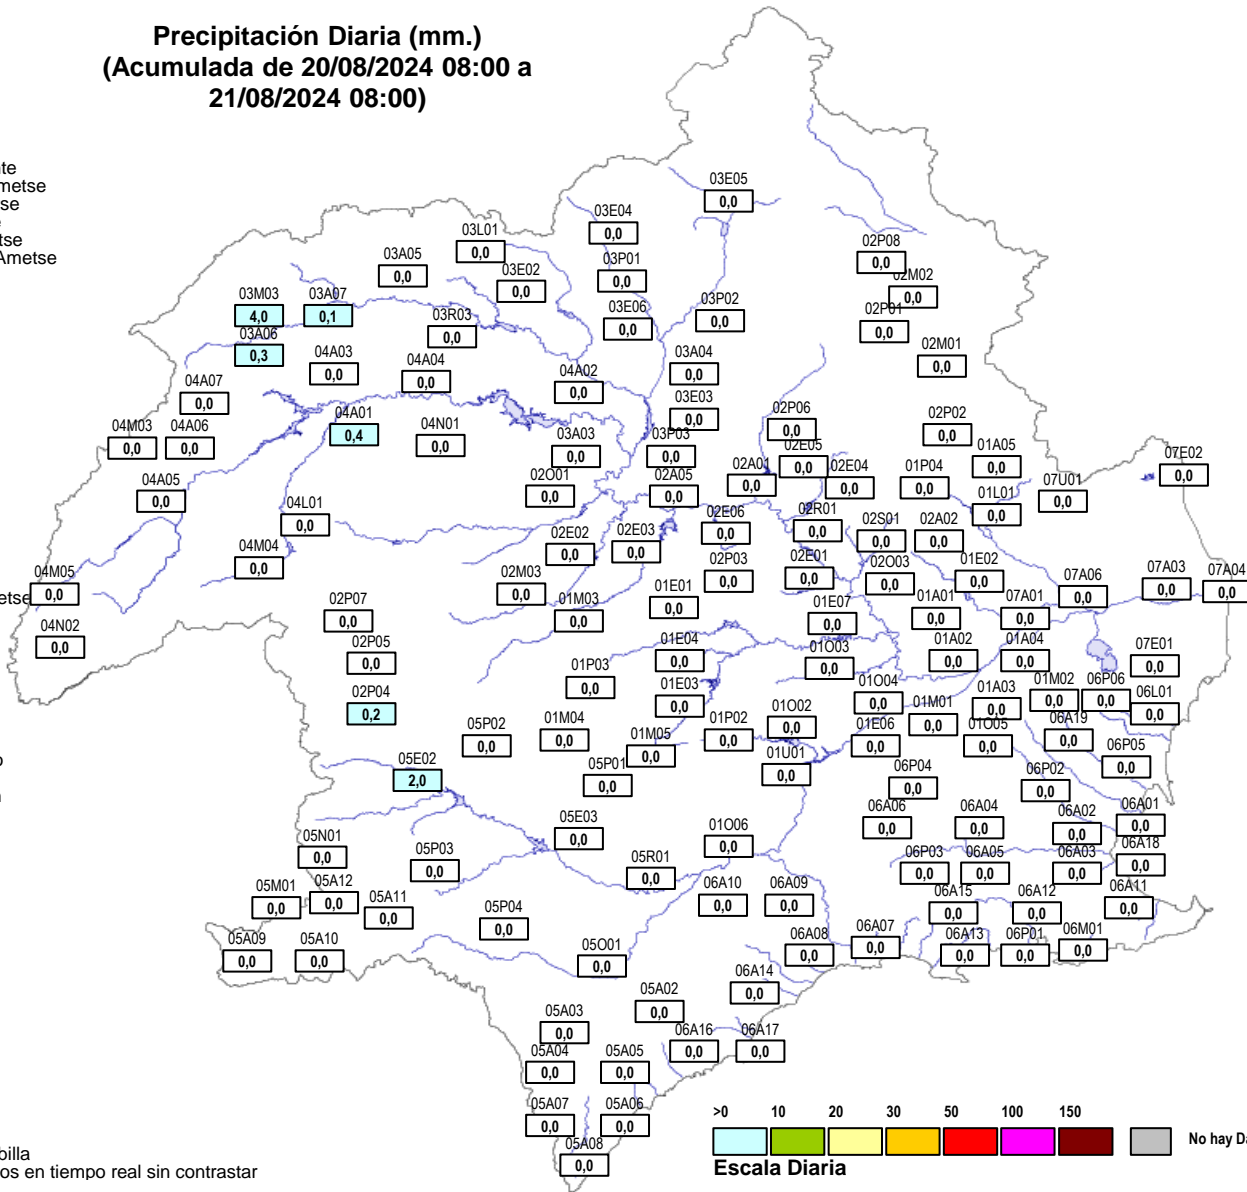 Precipitación Diaria (mm.)
(Acumulada de 20/08/2024 08:00 a
21/08/2024 08:00)
03E05
0,0
03E04
0,0
03L01
0,0
03A05
0,0
03P01
0,0
03E02
0,0
02P08
0,0
02M02
0,0
03M03
4,0
03A07
0,1
03R03
0,0
03E06
0,0
03P02
0,0
02P01
0,0
03A06
0,3
04A03
0,0
04A04
0,0
04A02
0,0
03A04
0,0
02M01
0,0
04A07
0,0
03E03
0,0
04M03
0,0
04A06
0,0
04A01
0,4
04N01
0,0
03A03
0,0
03P03
0,0
02P06
0,0
02P02
0,0
02E05
0,0
01A05
0,0
07E02
0,0
04A05
0,0
02O01
0,0
02A05
0,0
02A01
0,0
02E04
0,0
01P04
0,0
01L01
0,0
07U01
0,0
04L01
0,0
02E06
0,0
02R01
0,0
02S01
0,0
02A02
0,0
04M04
0,0
02E02
0,0
02E03
0,0
02P03
0,0
02E01
0,0
02O03
0,0
01E02
0,0
04M05
0,0
etse
02M03
0,0
01M03
0,0
01E01
0,0
01E07
0,0
01A01
0,0
07A01
0,0
07A06
0,0
07A03
0,0
07A04
0,0
04N02
0,0
02P07
0,0
02P05
0,0
01E04
0,0
01O03
0,0
01A02
0,0
01A04
0,0
07E01
0,0
02P04
0,2
01P03
0,0
01E03
0,0
01O04
0,0
01M01
0,0
01A03
0,0
01M02
0,0
06P06
0,0
06L01
0,0
05P02
0,0
01M04
0,0
01M05
0,0
01P02
0,0
01O02
0,0
01E06
0,0
01O05
0,0
06A19
0,0
05E02
2,0
05P01
0,0
01U01
0,0
06P04
0,0
06P02
0,0
06P05
0,0
05E03
0,0
01O06
0,0
06A06
0,0
06A04
0,0
06A02
0,0
06A01
0,0
05N01
0,0
05P03
0,0
05R01
0,0
06P03
0,0
06A05
0,0
06A03
0,0
06A18
0,0
05M01
0,0
05A12
0,0
05A11
0,0
05P04
0,0
06A10
0,0
06A09
0,0
06A15
0,0
06A12
0,0
06A11
0,0
05A09
0,0
05A10
0,0
05O01
0,0
06A08
0,0
06A07
0,0
06A13
0,0
06P01
0,0
06M01
0,0
05A03
0,0
05A02
0,0
06A14
0,0
05A04
0,0
05A05
0,0
06A16
0,0
06A17
0,0
05A07
0,0
05A06
0,0
05A08
0,0
>0 10 20 30 50 100 150
No hay Da
Escala Diaria
billa
os en tiempo real sin contrastar